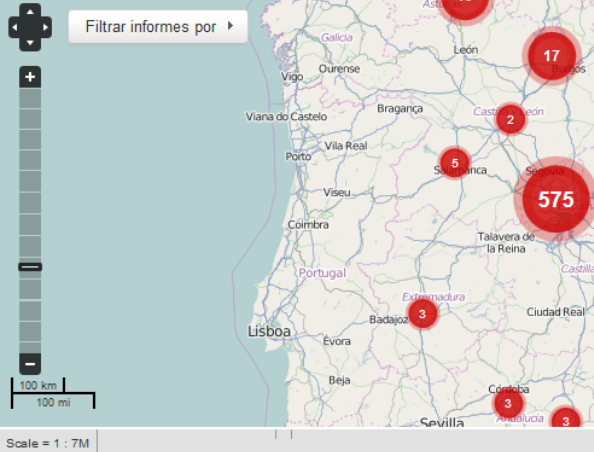 Filtrar informes por
Asturias
Galicia
León
17
Burgos
Ourense
Vigo
Bragança
Castilla y León
2
Viana do Castelo
Vila Real
Porto
5
Salamanca
Segovia
Viseu
575
Coimbra
Talavera de
la Reina
Portugal
Castilla
Extremadura
3
Badajoz
Ciudad Real
Lisboa
Évora
Beja
Córdoba
3
Andalucía
3
Sevilla
100 km
100 mi
Scale = 1 : 7M